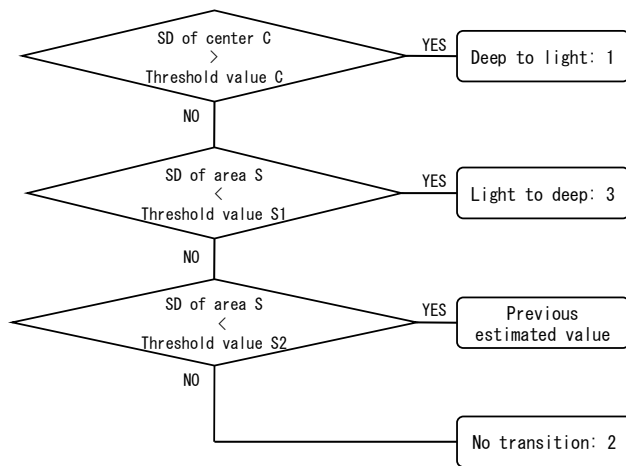 SD of center C
>
Threshold value C
YES
Deep to light: 1
NO
SD of area S
<
Threshold value S1
YES
Light to deep: 3
NO
SD of area S
<
Threshold value S2
YES
Previous
estimated value
NO
No transition: 2